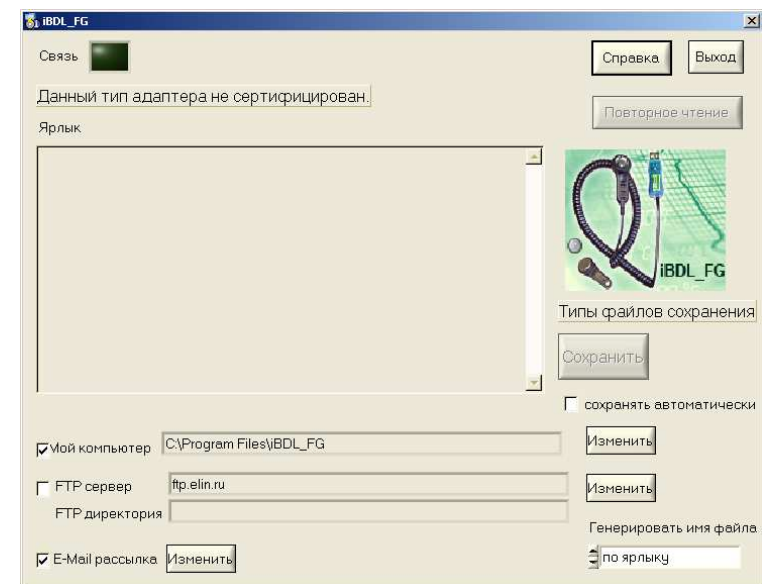 iBDL_FG
Связь
Справка
Выход
Данный тип адаптера не сертифицирован.
Повторное чтение
Ярлык
iBDL_FG
Типы файлов сохранения
Сохранить
сохранять автоматически
Мой компьютер
C:\Program Files\iBDL_FG
Изменить
FTP сервер
ftp.elin.ru
Изменить
FTP директория
Генерировать имя файла
E-Mail рассылка
Изменить
по ярлыку